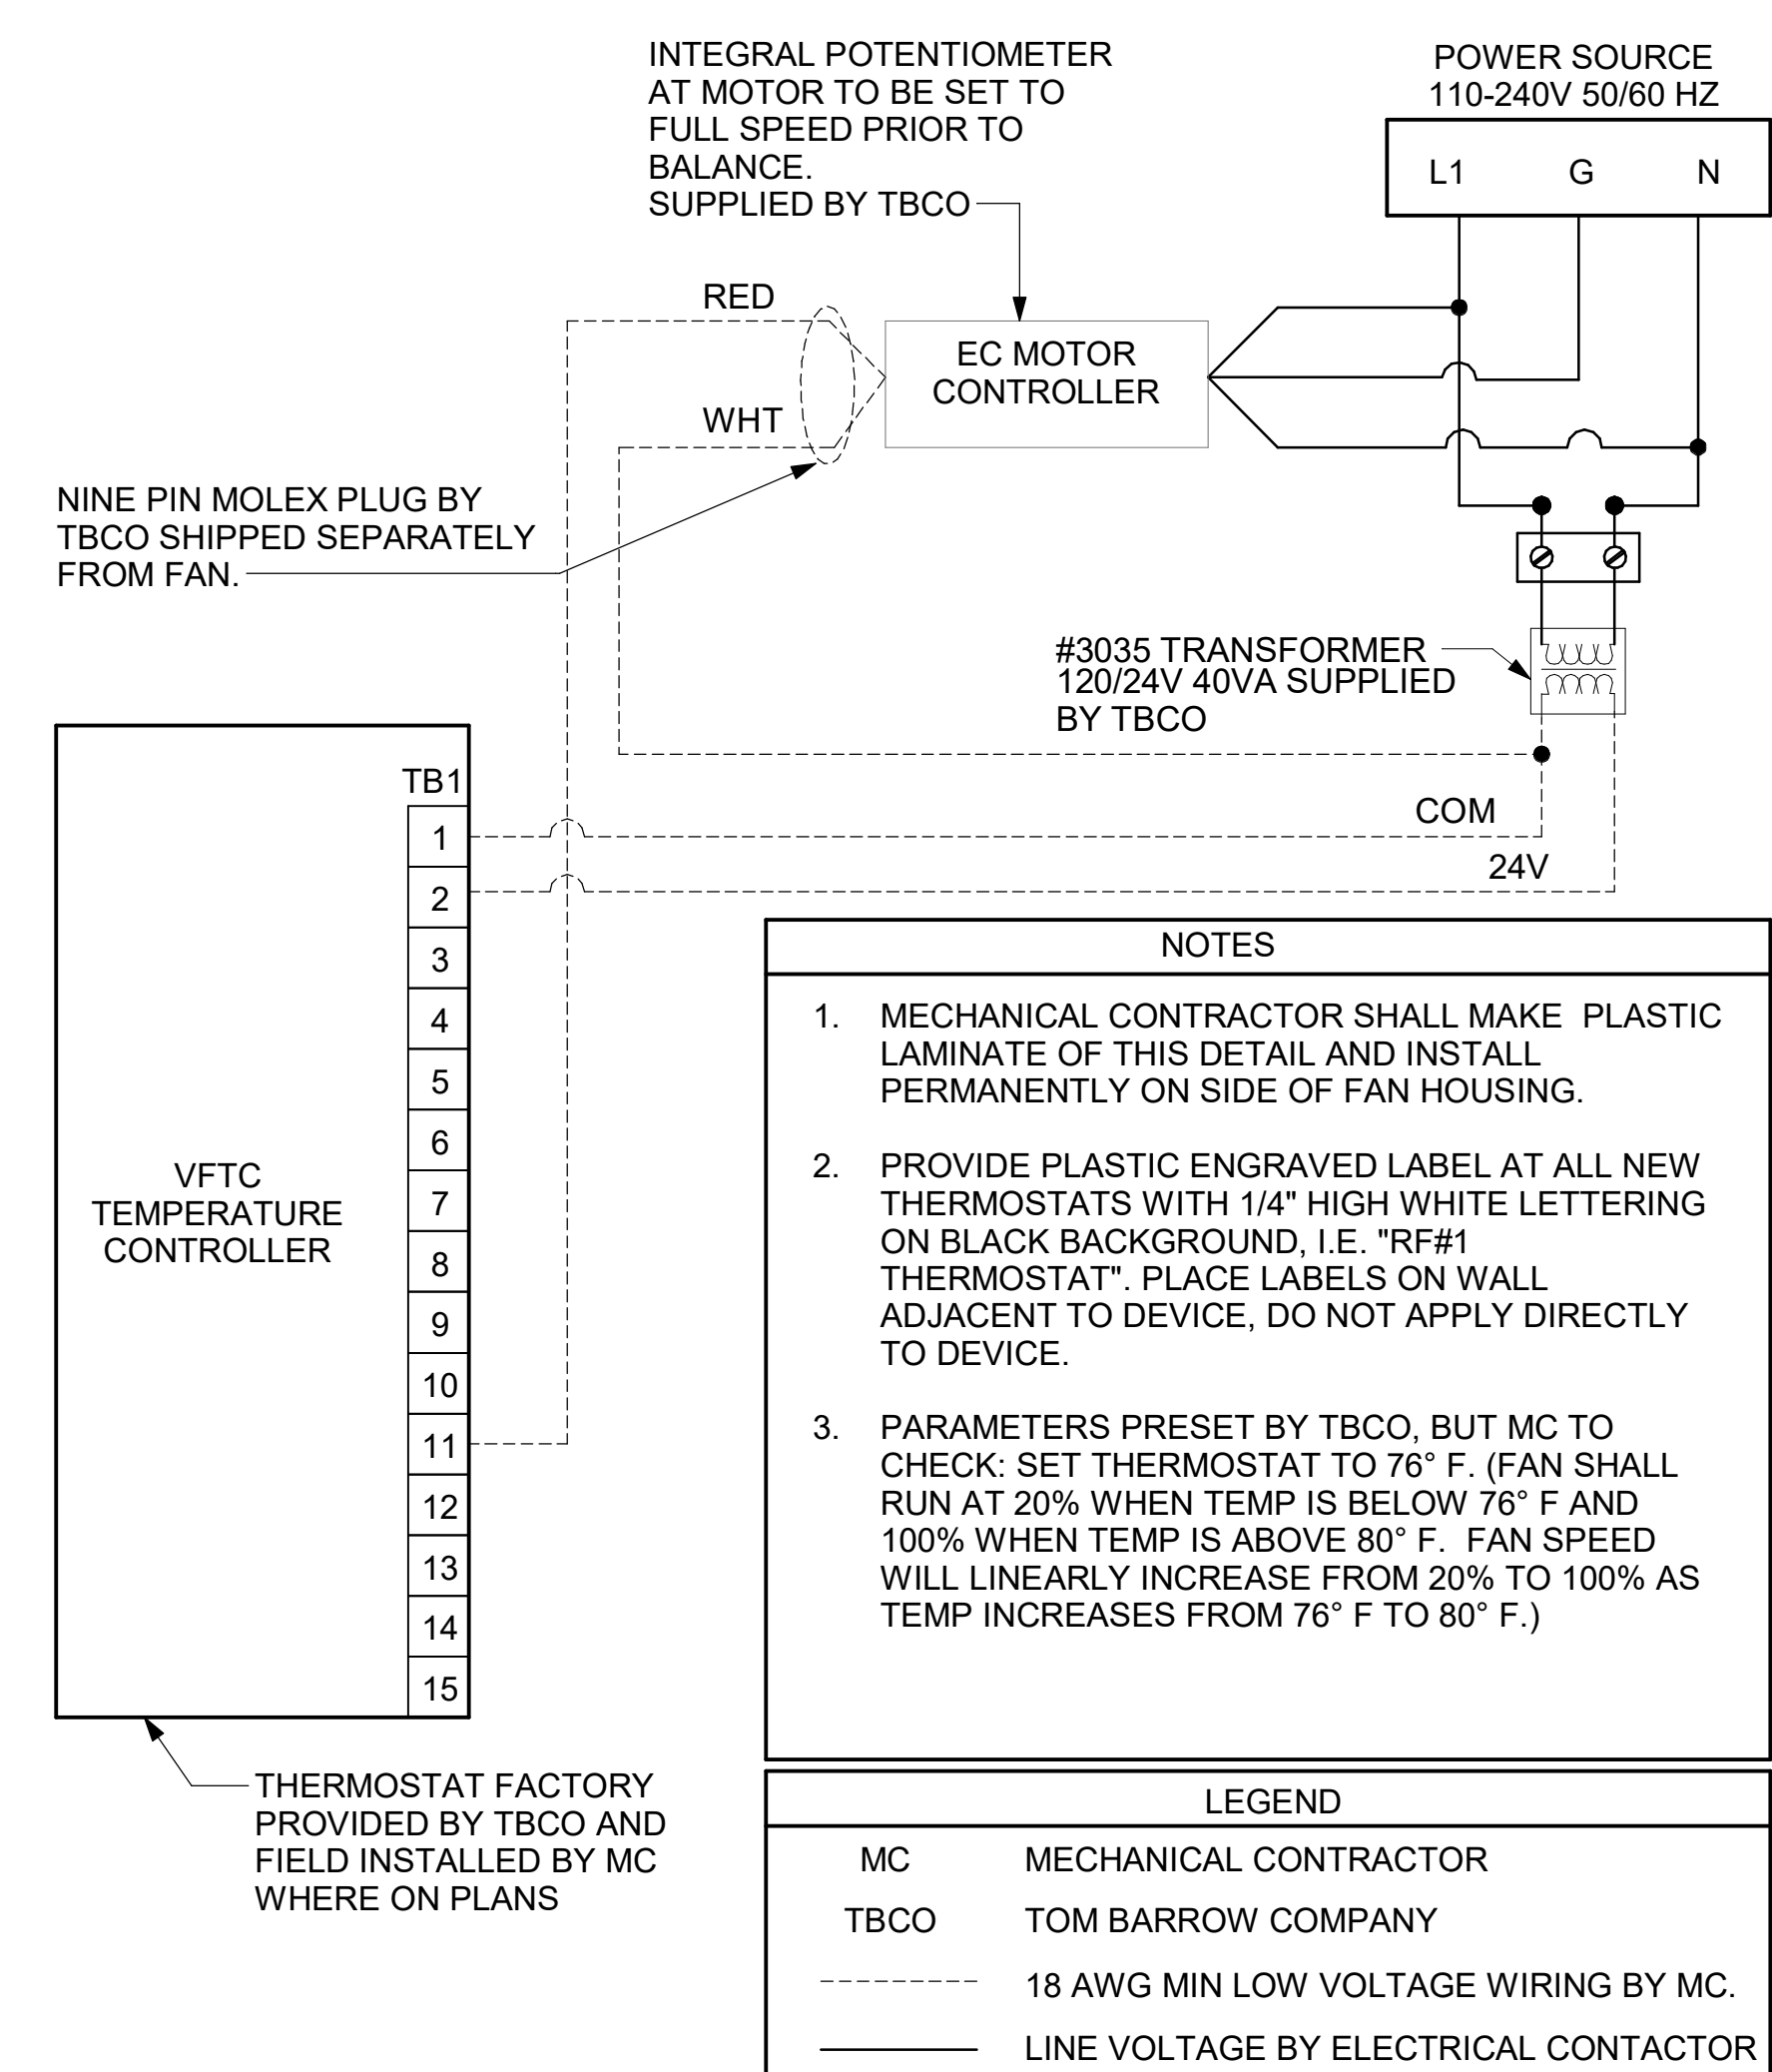 INTEGRAL POTENTIOMETER
AT MOTOR TO BE SET TO
FULL SPEED PRIOR TO
BALANCE.
SUPPLIED BY TBCO
POWER SOURCE
110-240V 50/60 HZ
L1 G N
RED
EC MOTOR
CONTROLLER
WHT
NINE PIN MOLEX PLUG BY
TBCO SHIPPED SEPARATELY
FROM FAN.
#3035 TRANSFORMER
120/24V 40VA SUPPLIED
BY TBCO
COM
24V
TB1
1
2
3
4
5
6
7
8
9
10
11
12
13
14
15
VFTC
TEMPERATURE
CONTROLLER
THERMOSTAT FACTORY
PROVIDED BY TBCO AND
FIELD INSTALLED BY MC
WHERE ON PLANS
NOTES
1. MECHANICAL CONTRACTOR SHALL MAKE PLASTIC
LAMINATE OF THIS DETAIL AND INSTALL
PERMANENTLY ON SIDE OF FAN HOUSING.
2. PROVIDE PLASTIC ENGRAVED LABEL AT ALL NEW
THERMOSTATS WITH 1/4" HIGH WHITE LETTERING
ON BLACK BACKGROUND, I.E. "RF#1
THERMOSTAT". PLACE LABELS ON WALL
ADJACENT TO DEVICE, DO NOT APPLY DIRECTLY
TO DEVICE.
3. PARAMETERS PRESET BY TBCO, BUT MC TO
CHECK: SET THERMOSTAT TO 76° F. (FAN SHALL
RUN AT 20% WHEN TEMP IS BELOW 76° F AND
100% WHEN TEMP IS ABOVE 80° F. FAN SPEED
WILL LINEARLY INCREASE FROM 20% TO 100% AS
TEMP INCREASES FROM 76° F TO 80° F.)
LEGEND
MC MECHANICAL CONTRACTOR
TBCO TOM BARROW COMPANY
18 AWG MIN LOW VOLTAGE WIRING BY MC.
LINE VOLTAGE BY ELECTRICAL CONTACTOR